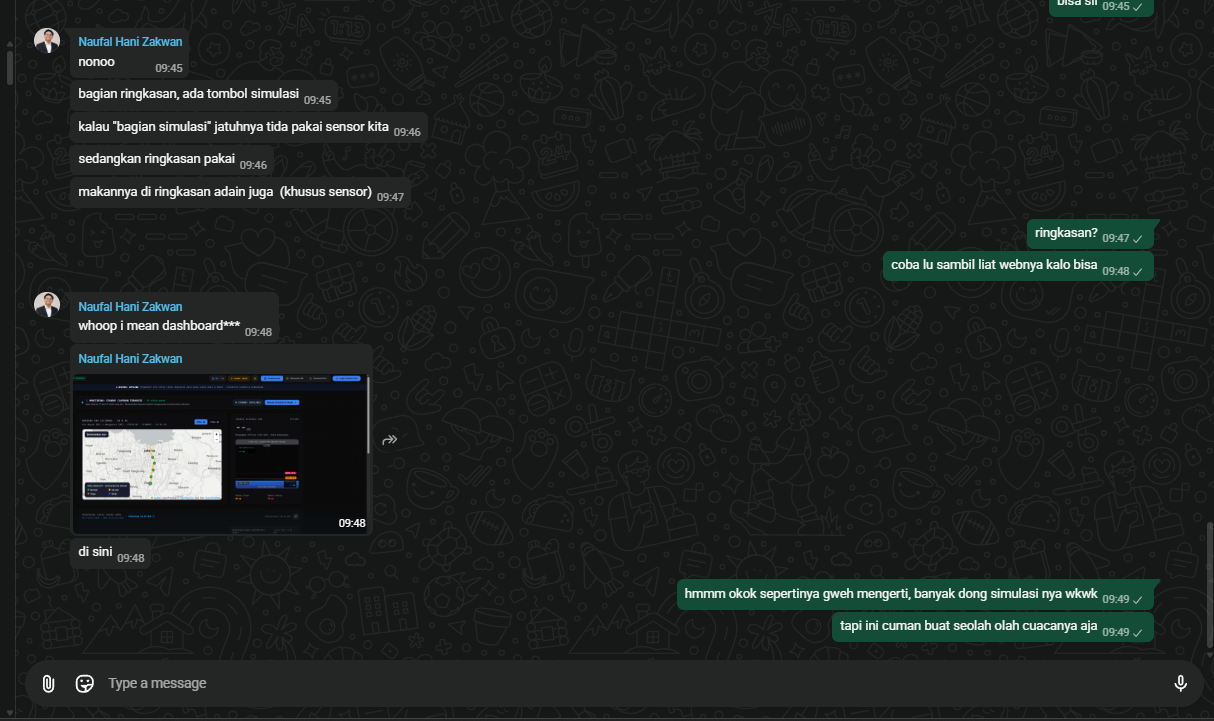 bisa sii 09:45
Naufal Hani Zakwan
nonoo 09:45
bagian ringkasan, ada tombol simulasi 09:45
kalau "bagian simulasi" jatuhnya tida pakai sensor kita 09:46
sedangkan ringkasan pakai 09:46
makannya di ringkasan adain juga (khusus sensor) 09:47
ringkasan? 09:47
coba lu sambil liat webnya kalo bisa 09:48
Naufal Hani Zakwan
whoop i mean dashboard*** 09:48
Naufal Hani Zakwan
09:48
di sini 09:48
hmmm okok sepertinya gweh mengerti, banyak dong simulasi nya wkwk 09:49
tapi ini cuman buat seolah olah cuacanya aja 09:49
Type a message